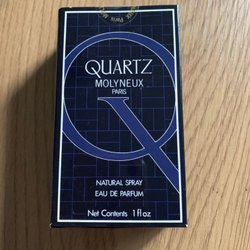 QUARTZ
MOLYNEUX
PARIS
NATURAL SPRAY
EAU DE PARFUM
Net Contents 1 fl oz